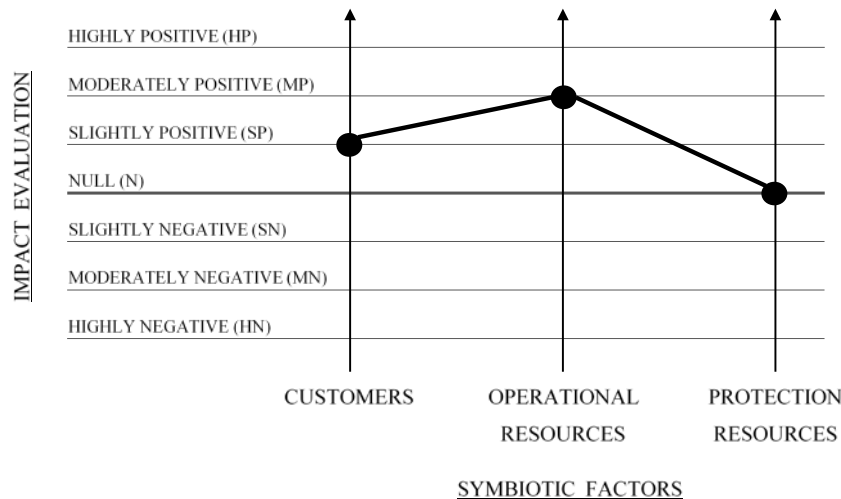 HIGHLY POSITIVE (HP)
MODERATELY POSITIVE (MP)
SLIGHTLY POSITIVE (SP)
NULL (N)
SLIGHTLY NEGATIVE (SN)
MODERATELY NEGATIVE (MN)
HIGHLY NEGATIVE (HN)
IMPACT EVALUATION
CUSTOMERS
OPERATIONAL
RESOURCES
PROTECTION
RESOURCES
SYMBIOTIC FACTORS